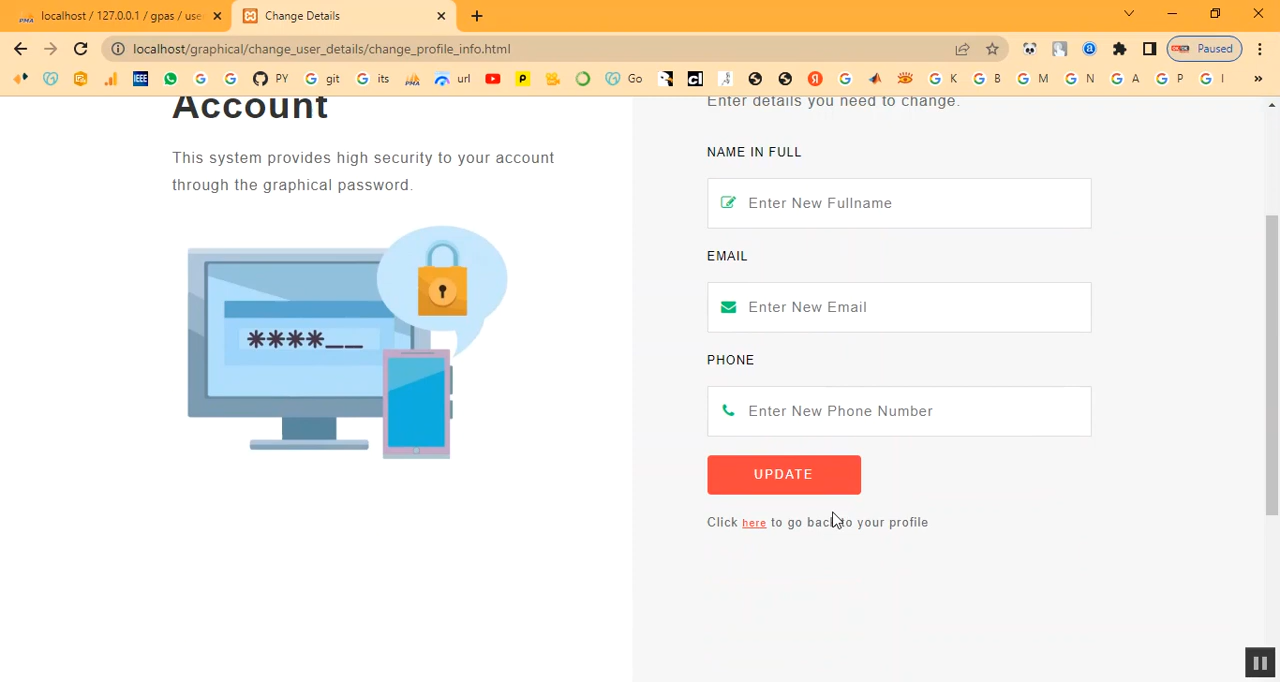 localhost / 127.0.0.1 / gpas / use
Change Details
localhost/graphical/change_user_details/change_profile_info.html
Paused
PY
git
its
url
Go
K
B
M
N
A
P
I
»
Account
This system provides high security to your account
through the graphical password.
****__
Enter details you need to change.
NAME IN FULL
Enter New Fullname
EMAIL
Enter New Email
PHONE
Enter New Phone Number
UPDATE
Click here to go back to your profile